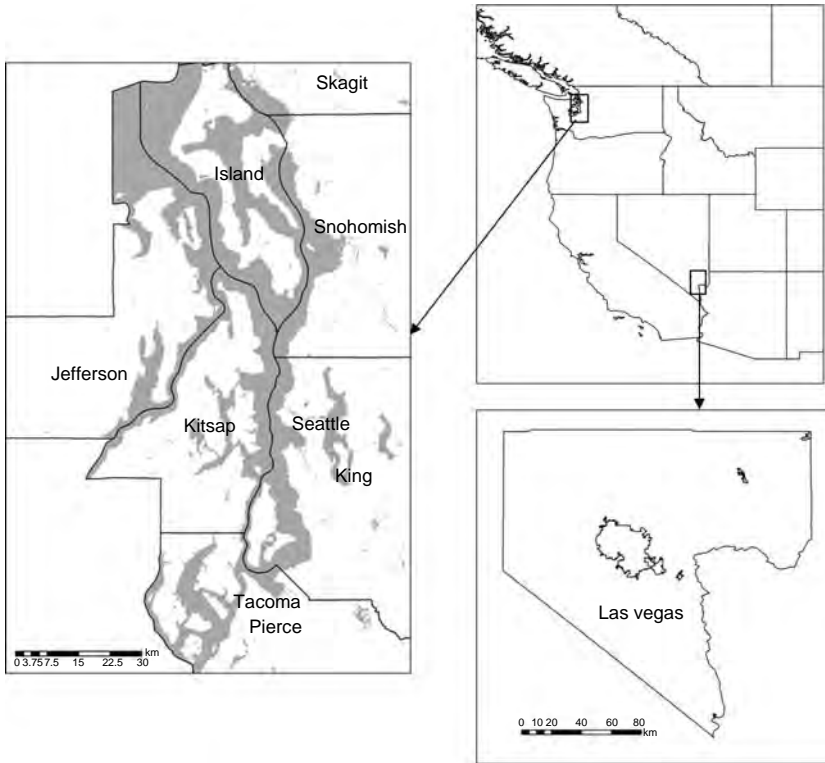 Skagit
Island
Snohomish
Jefferson
Kitsap
Seattle
King
Tacoma
Pierce
km
0 3.75 7.5 15 22.5 30
Las vegas
0 10 20 40 60 80
km